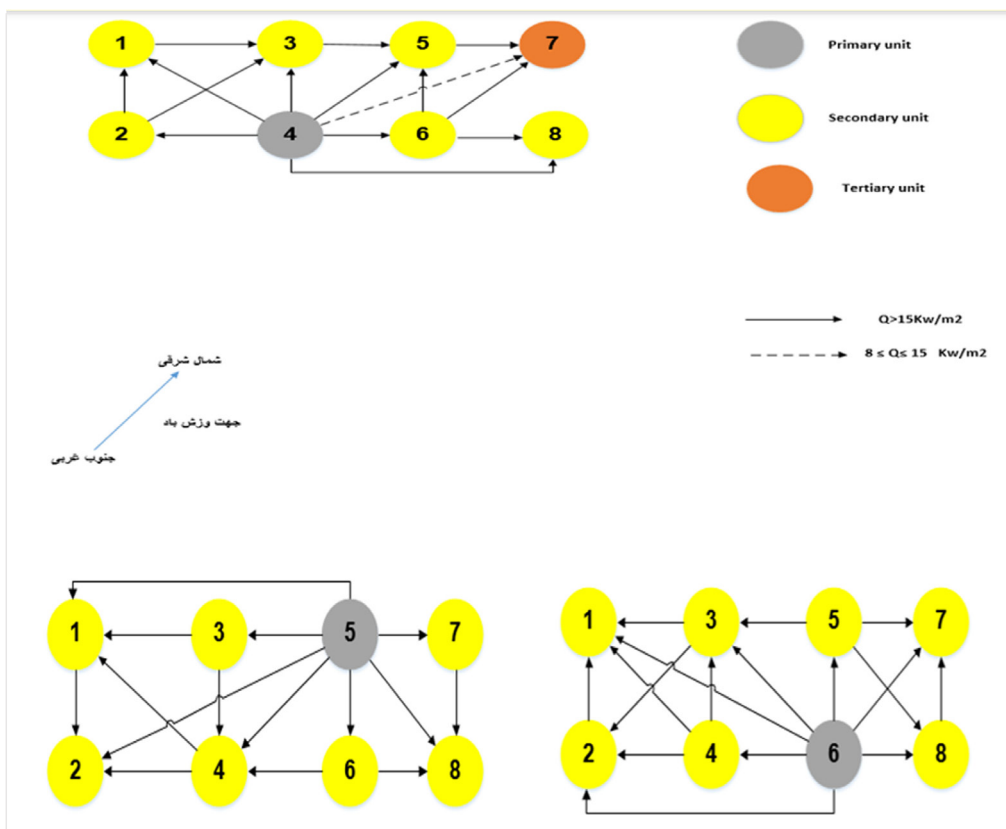 1 3 5 7
2 4 6 8
Primary unit
Secondary unit
Tertiary unit
Q>15Kw/m2
8 ≤ Q≤ 15 Kw/m2
شمال شرقی
جهت وزش باد
جنوب غربی
1 3 5 7
2 4 6 8
1 3 5 7
2 4 6 8